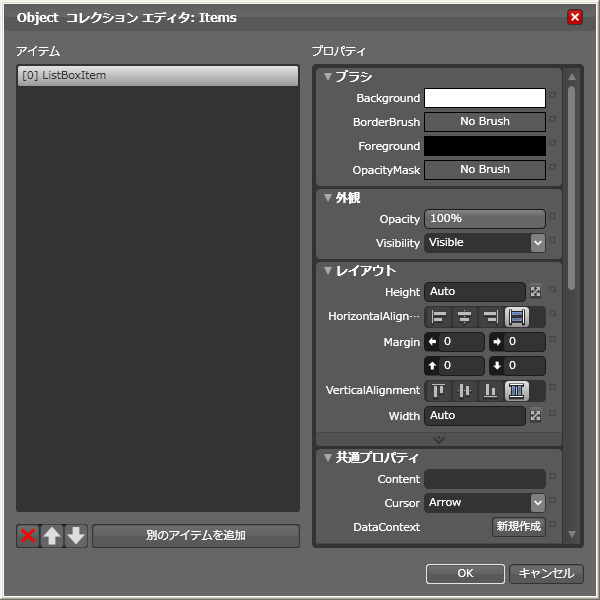 Object コレクション エディタ: Items
アイテム
[0] ListBoxItem
別のアイテムを追加
プロパティ
ブラシ
Background
BorderBrush No Brush
Foreground
OpacityMask No Brush
外観
Opacity 100%
Visibility Visible
レイアウト
Height Auto
HorizontalAlign…
Margin 0 0
0 0
VerticalAlignment
Width Auto
共通プロパティ
Content
Cursor Arrow
DataContext 新規作成
OK キャンセル